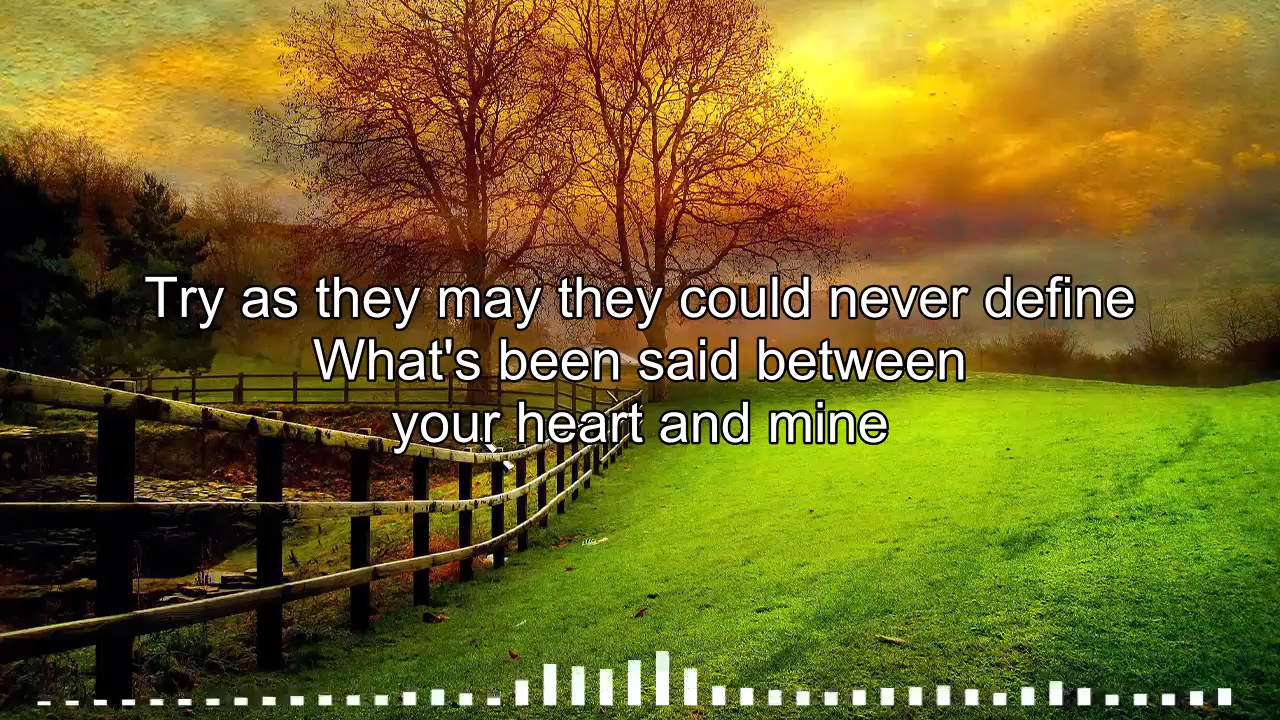 Try as they may they could never define
What's been said between
your heart and mine